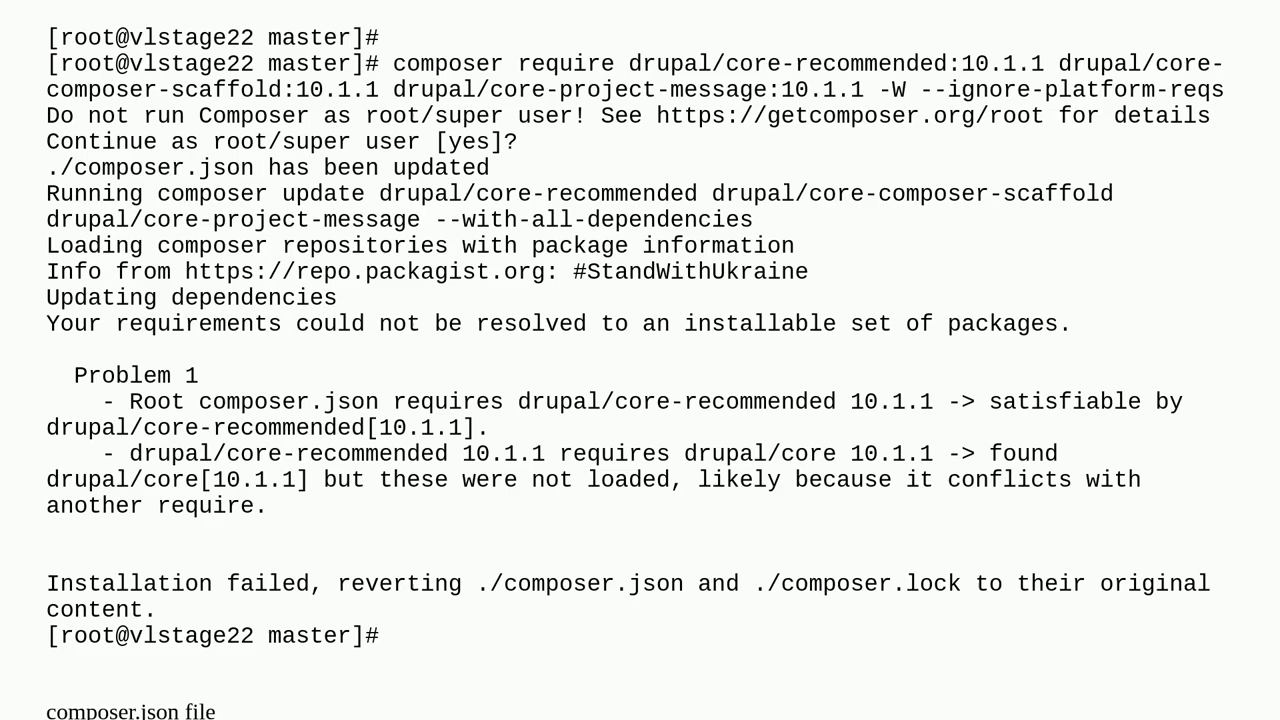 [root@vlstage22 master]#
[root@vlstage22 master]# composer require drupal/core-recommended:10.1.1 drupal/core-
composer-scaffold:10.1.1 drupal/core-project-message:10.1.1 -W --ignore-platform-reqs
Do not run Composer as root/super user! See https://getcomposer.org/root for details
Continue as root/super user [yes]?
./composer.json has been updated
Running composer update drupal/core-recommended drupal/core-composer-scaffold
drupal/core-project-message --with-all-dependencies
Loading composer repositories with package information
Info from https://repo.packagist.org: #StandWithUkraine
Updating dependencies
Your requirements could not be resolved to an installable set of packages.
Problem 1
- Root composer.json requires drupal/core-recommended 10.1.1 -> satisfiable by
drupal/core-recommended[10.1.1].
- drupal/core-recommended 10.1.1 requires drupal/core 10.1.1 -> found
drupal/core[10.1.1] but these were not loaded, likely because it conflicts with
another require.
Installation failed, reverting ./composer.json and ./composer.lock to their original
content.
[root@vlstage22 master]#
composer.json file